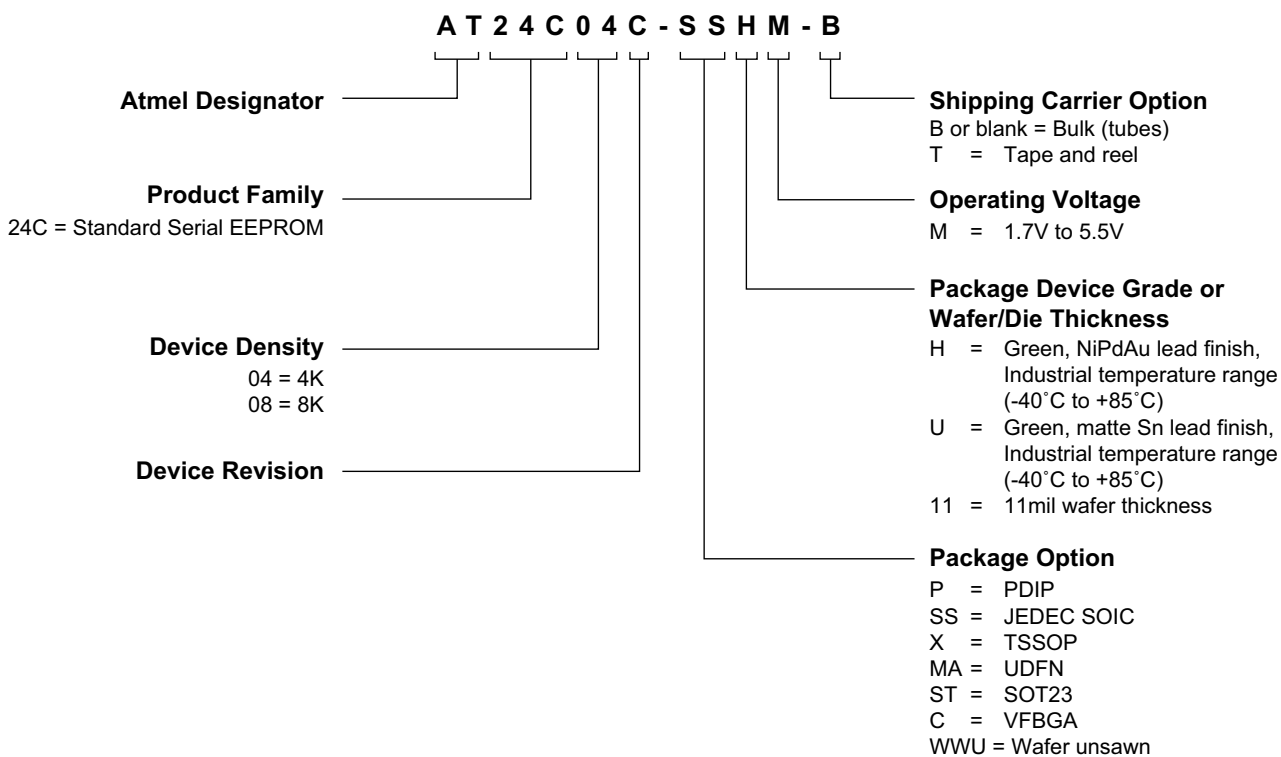 AT24C04C-SSHM-B
Atmel Designator
Product Family
24C = Standard Serial EEPROM
Device Density
04 = 4K
08 = 8K
Device Revision
Shipping Carrier Option
B or blank = Bulk (tubes)
T = Tape and reel
Operating Voltage
M = 1.7V to 5.5V
Package Device Grade or
Wafer/Die Thickness
H = Green, NiPdAu lead finish,
Industrial temperature range
(-40˚C to +85˚C)
U = Green, matte Sn lead finish,
Industrial temperature range
(-40˚C to +85˚C)
11 = 11mil wafer thickness
Package Option
P = PDIP
SS = JEDEC SOIC
X = TSSOP
MA = UDFN
ST = SOT23
C = VFBGA
WWU = Wafer unsawn